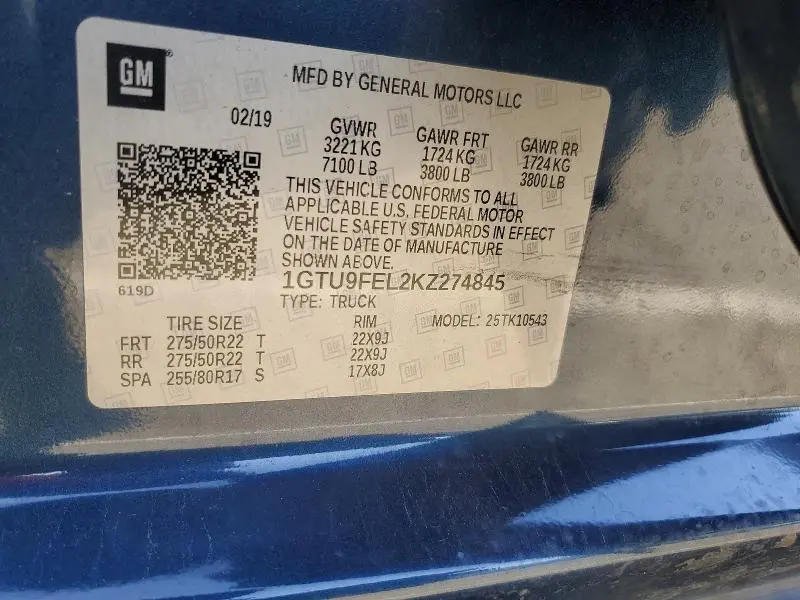 GM
MFD BY GENERAL MOTORS LLC
02/19
GVWR GAWR FRT GAWR RR
3221 KG 1724 KG 1724 KG
7100 LB 3800 LB 3800 LB
THIS VEHICLE CONFORMS TO ALL
APPLICABLE U.S. FEDERAL MOTOR
VEHICLE SAFETY STANDARDS IN EFFECT
ON THE DATE OF MANUFACTURE
SHOWN ABOVE.
619D
1GTU9FEL2KZ274845
TYPE: TRUCK
TIRE SIZE RIM MODEL: 25TK10543
FRT 275/50R22 T 22X9J
RR 275/50R22 T 22X9J
SPA 255/80R17 S 17X8J